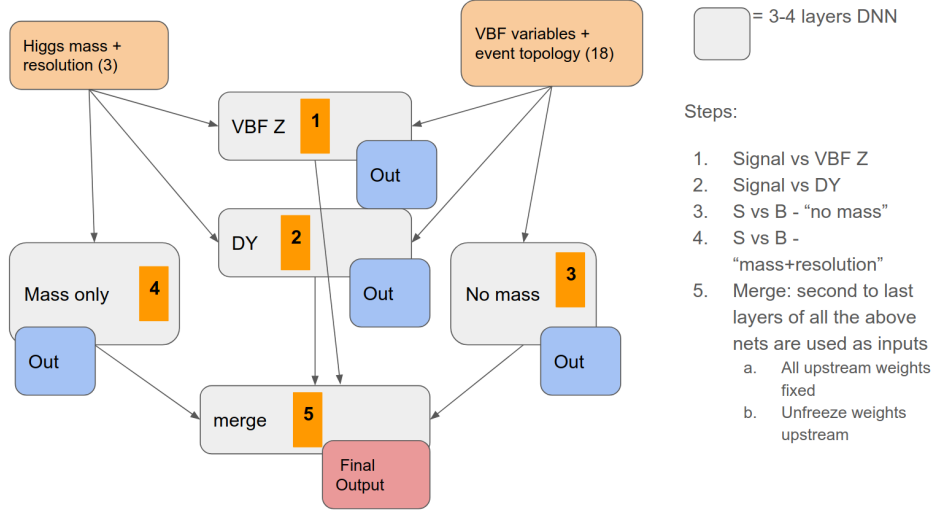 Higgs mass +
resolution (3)
VBF variables +
event topology (18)
= 3-4 layers DNN
VBF Z
1
Out
DY
2
Out
Mass only
4
Out
No mass
3
Out
merge
5
Final
Output
Steps:
1. Signal vs VBF Z
2. Signal vs DY
3. S vs B - “no mass”
4. S vs B -
“mass+resolution”
5. Merge: second to last
layers of all the above
nets are used as inputs
a. All upstream weights
fixed
b. Unfreeze weights
upstream